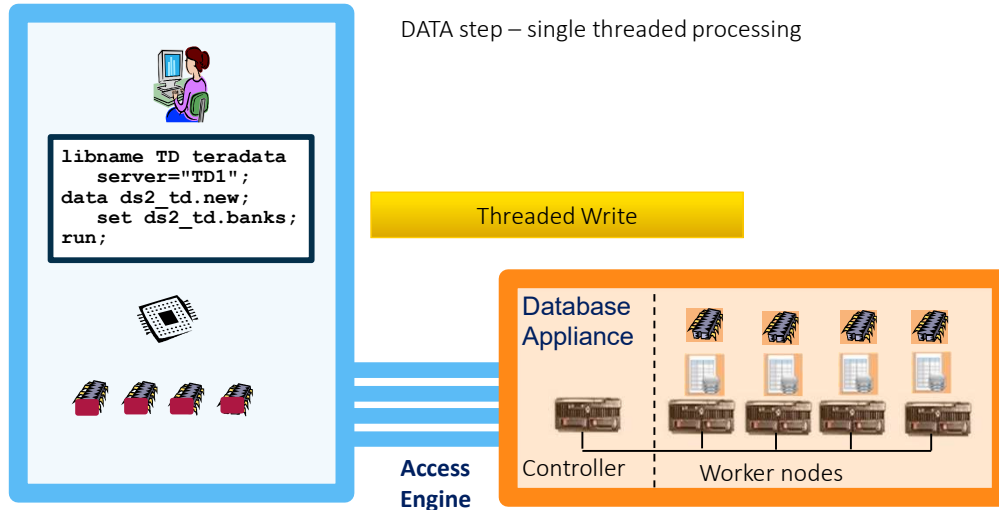 DATA step – single threaded processing
libname TD teradata
server="TD1";
data ds2_td.new;
set ds2_td.banks;
run;
Threaded Write
Database
Appliance
Controller
Worker nodes
Access
Engine